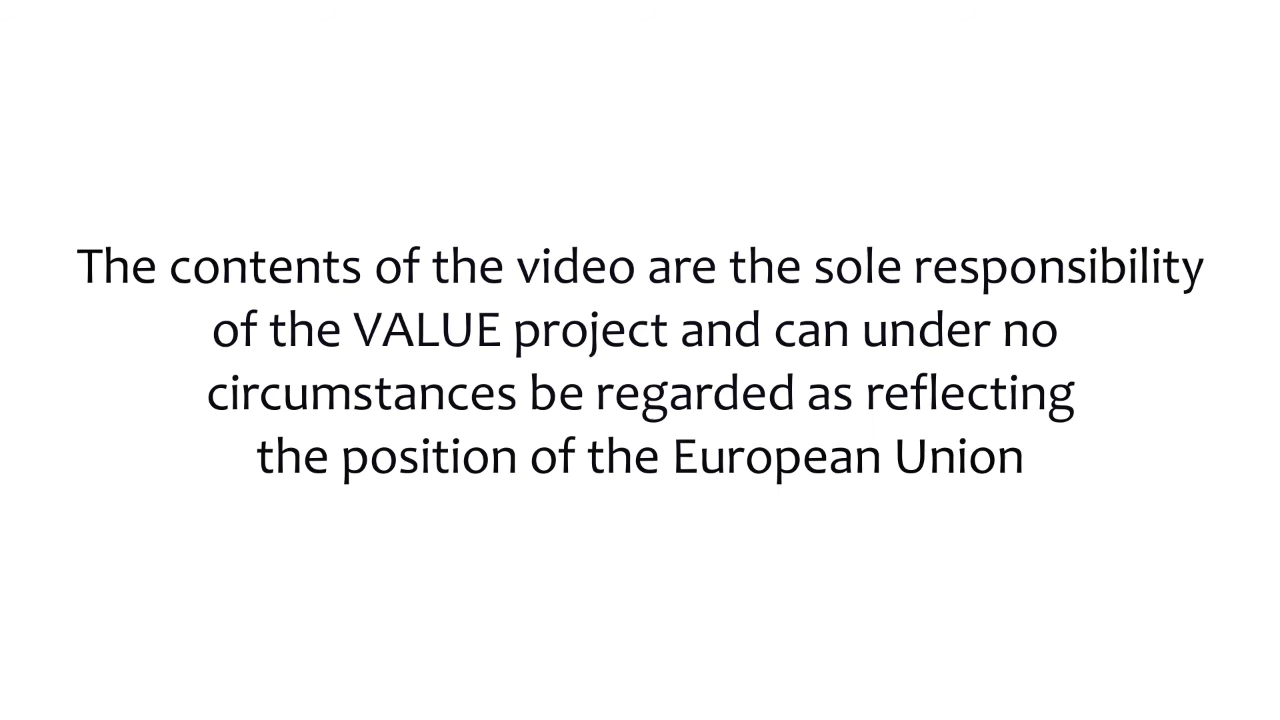 The contents of the video are the sole responsibility
of the VALUE project and can under no
circumstances be regarded as reflecting
the position of the European Union